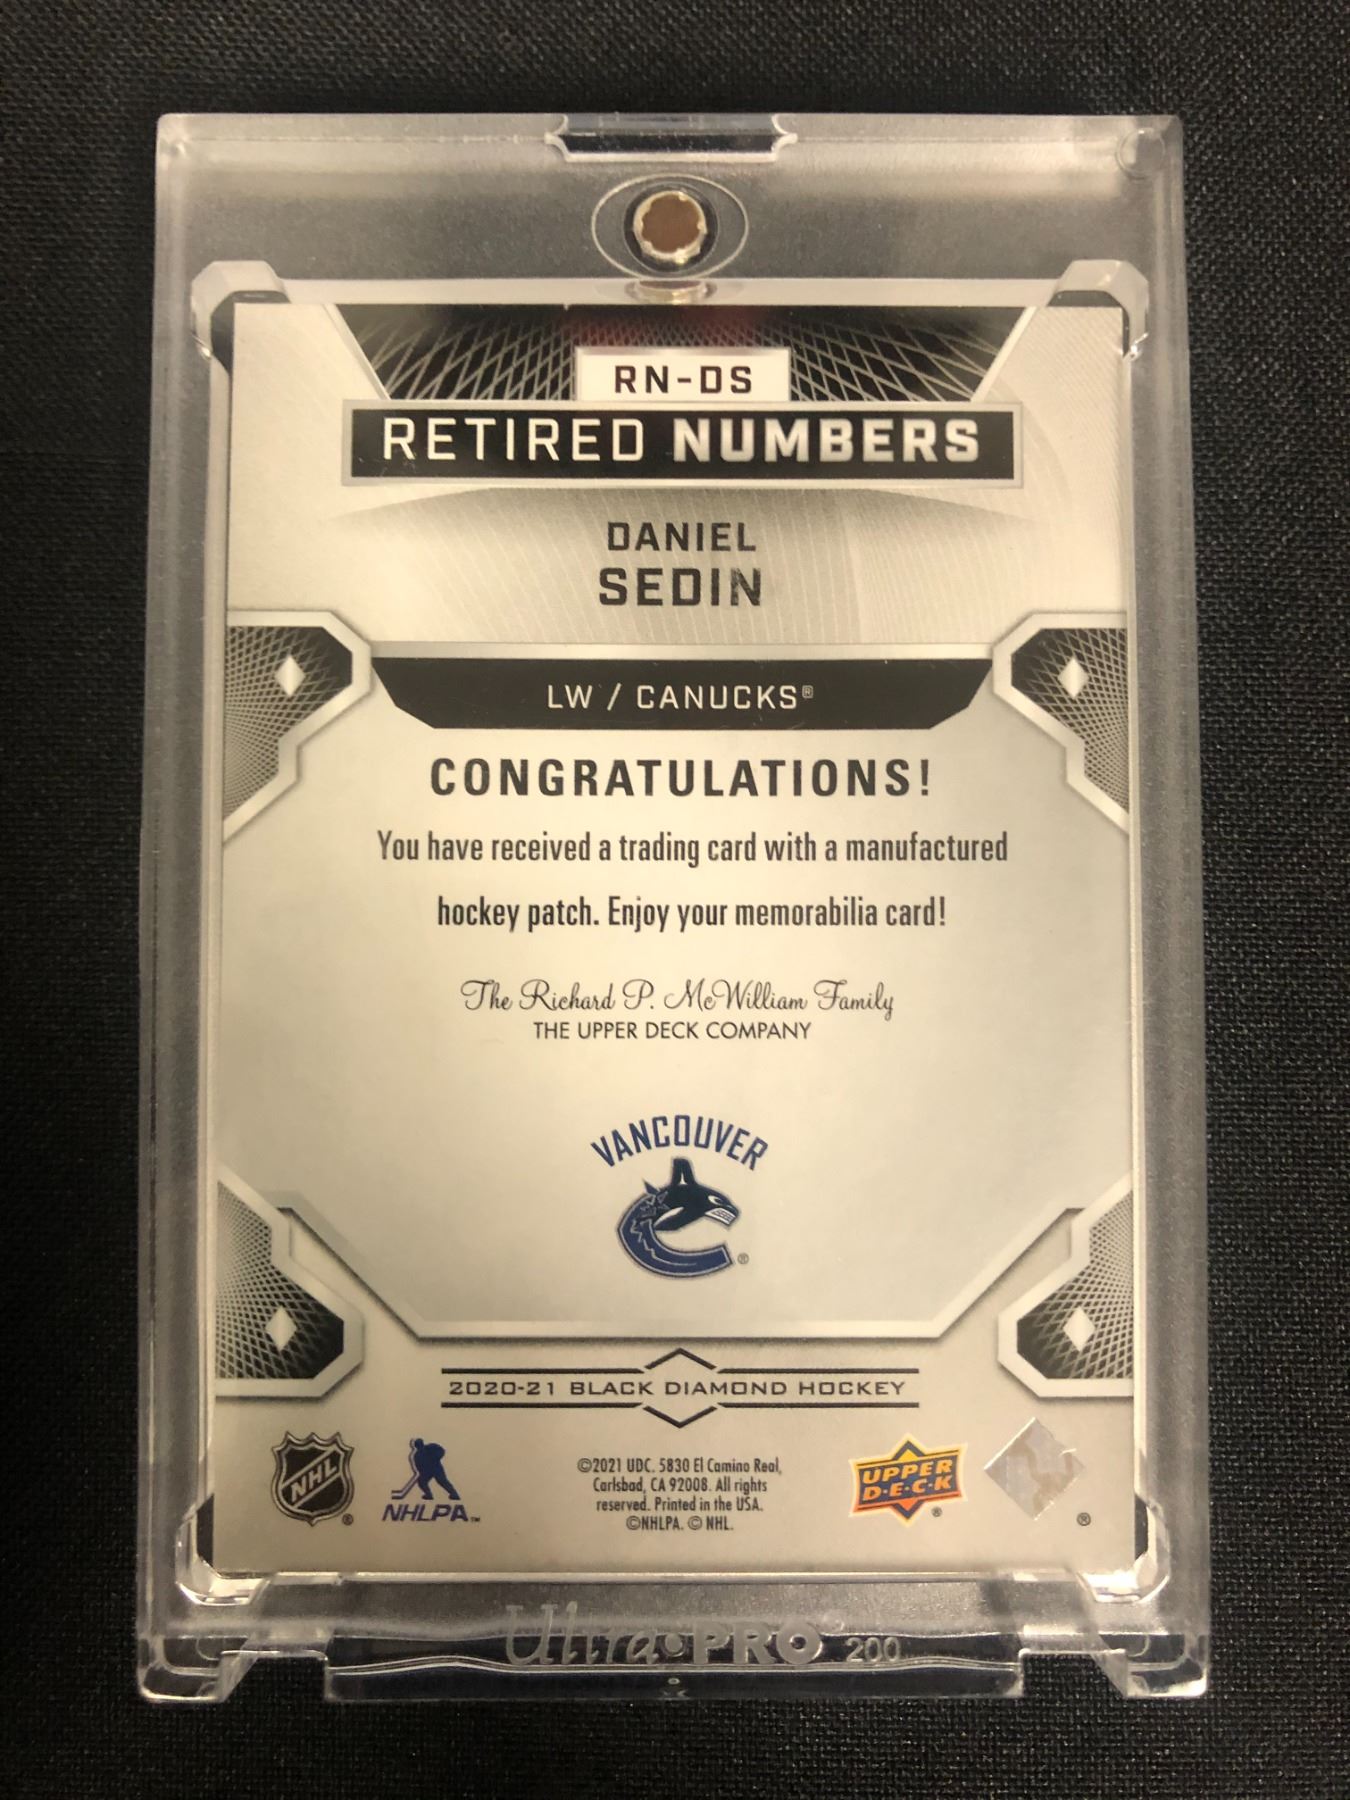 RN-DS
RETIRED NUMBERS
DANIEL
SEDIN
LW / CANUCKS®
CONGRATULATIONS!
You have received a trading card with a manufactured
hockey patch. Enjoy your memorabilia card!
The Richard P. McWilliam Family
THE UPPER DECK COMPANY
VANCOUVER
®
2020-21 BLACK DIAMOND HOCKEY
NHL ®
NHLPA™
©2021 UDC. 5830 El Camino Real,
Carlsbad, CA 92008. All rights
reserved. Printed in the USA.
©NHLPA. © NHL.
UPPER
D·E·C·K ®
®
Ultra·PRO® 200